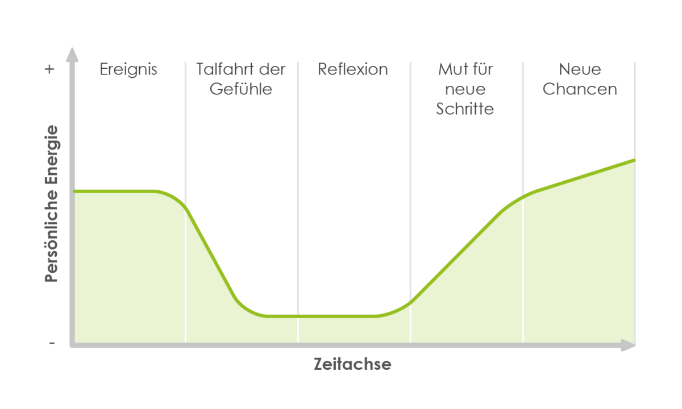 +
Ereignis
Talfahrt der
Gefühle
Reflexion
Mut für
neue
Schritte
Neue
Chancen
Persönliche Energie
-
Zeitachse